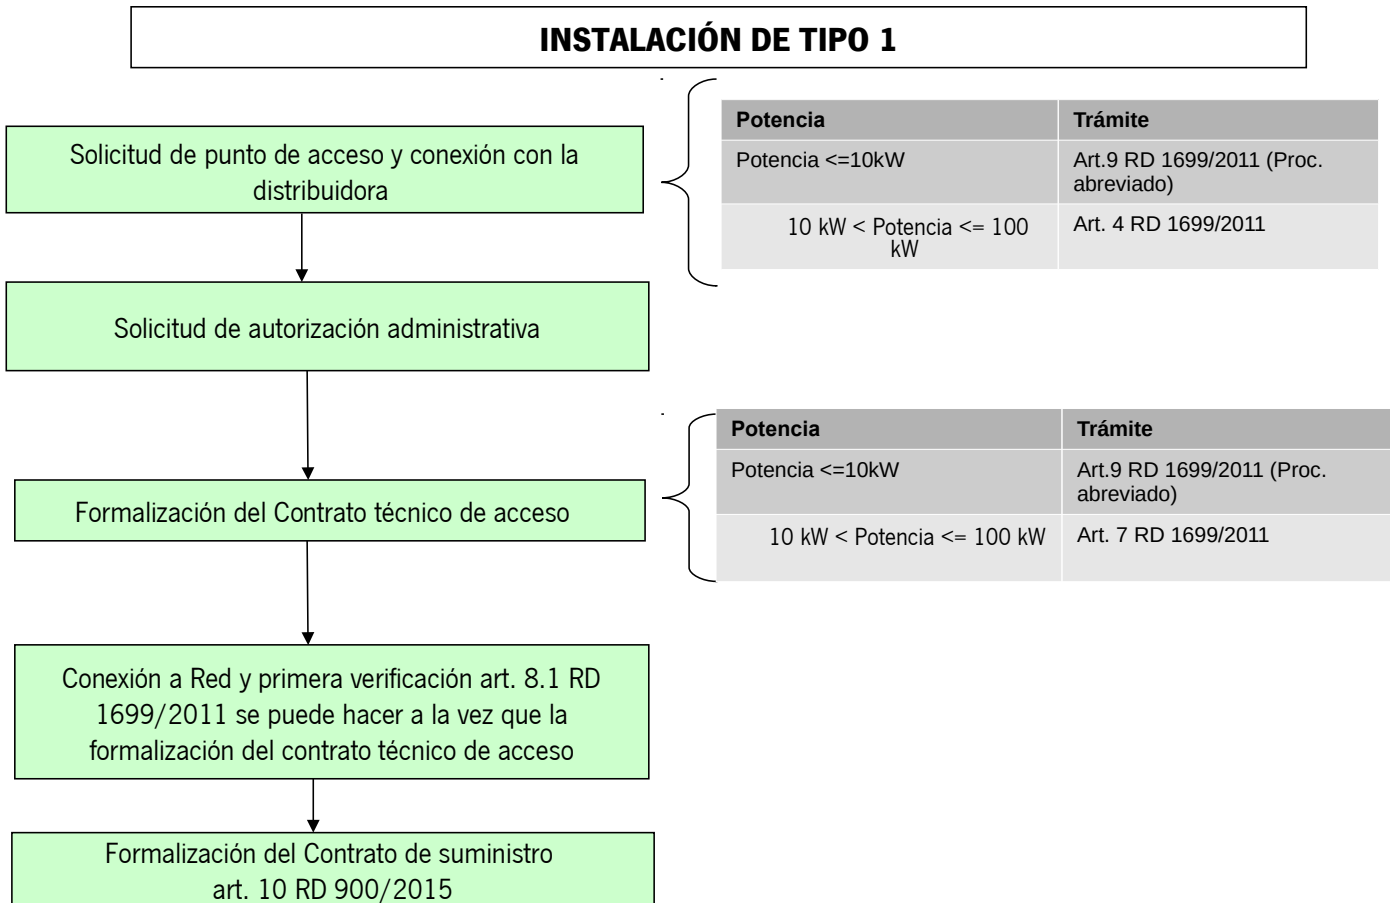 INSTALACIÓN DE TIPO 1
Solicitud de punto de acceso y conexión con la
distribuidora
Potencia Trámite
Potencia <=10kW Art.9 RD 1699/2011 (Proc.
abreviado)
10 kW < Potencia <= 100 Art. 4 RD 1699/2011
kW
Solicitud de autorización administrativa
Formalización del Contrato técnico de acceso
Potencia Trámite
Potencia <=10kW Art.9 RD 1699/2011 (Proc.
abreviado)
10 kW < Potencia <= 100 kW Art. 7 RD 1699/2011
Conexión a Red y primera verificación art. 8.1 RD
1699/2011 se puede hacer a la vez que la
formalización del contrato técnico de acceso
Formalización del Contrato de suministro
art. 10 RD 900/2015